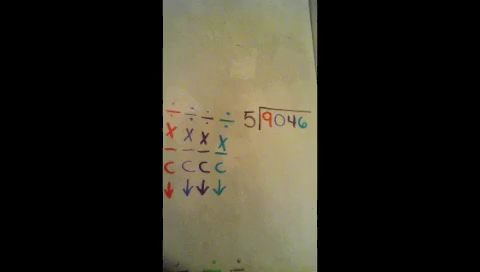 ÷ ÷ ÷ ÷ 5⟌9046
X X X X
— — — —
C C C C
↓ ↓ ↓ ↓